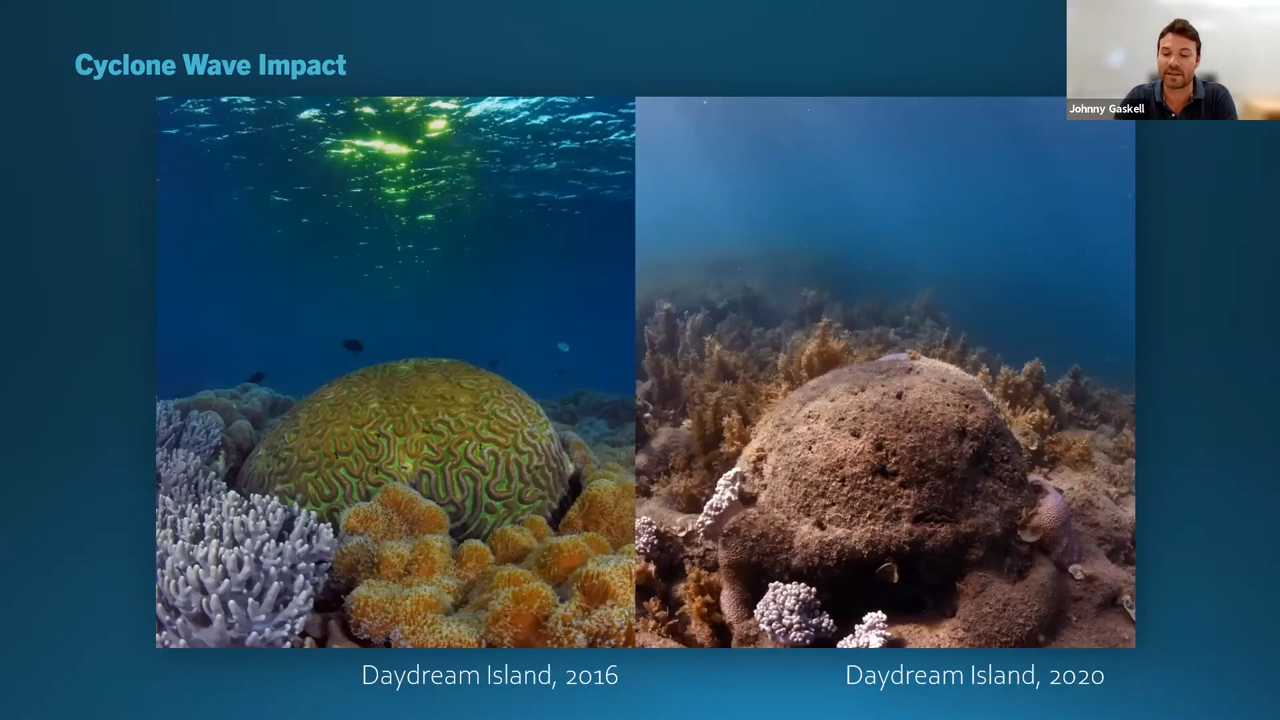 Cyclone Wave Impact
Johnny Gaskell
Daydream Island, 2016
Daydream Island, 2020